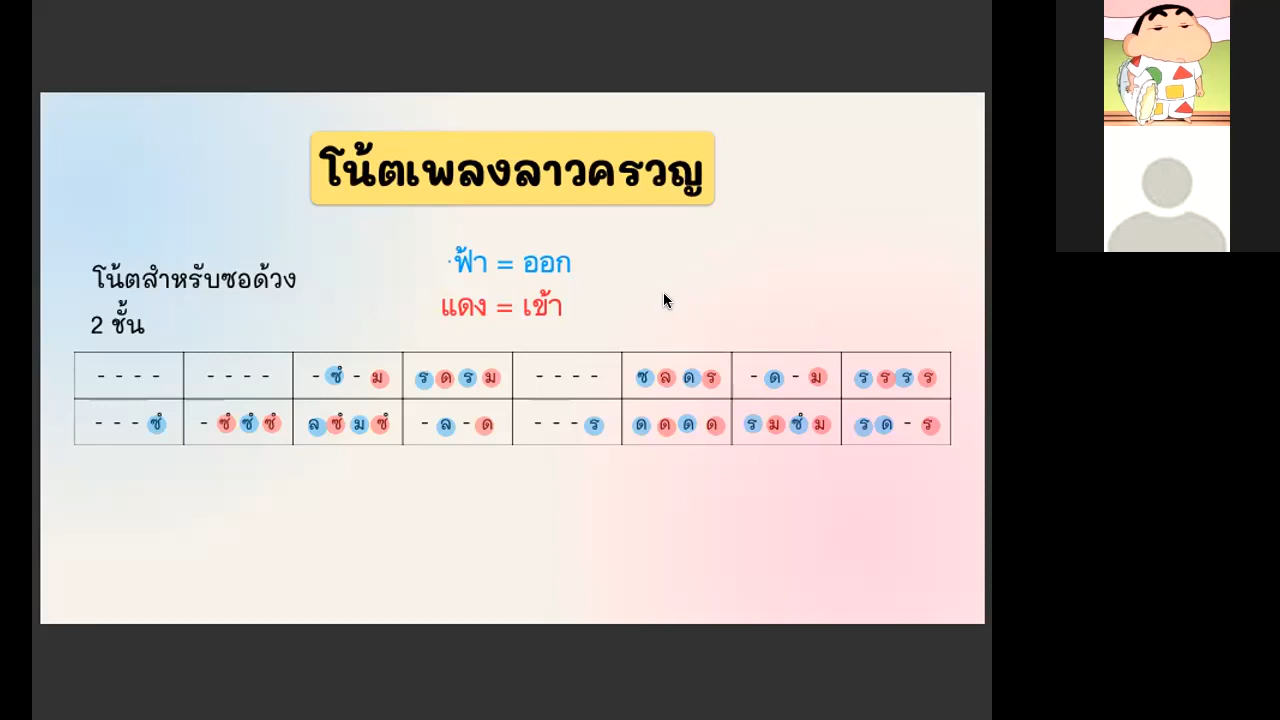 โน้ตเพลงลาวครวญ
โน้ตสำหรับซอด้วง
2 ชั้น
ฟ้า = ออก
แดง = เข้า
- - - - - - - - - ซํ - ม ร ด ร ม - - - - ซ ล ด ร - ด - ม ร ร ร ร
- - - ซํ - ซํ ซํ ซํ ล ซํ ม ซํ - ล - ด - - - ร ด ด ด ด ร ม ซํ ม ร ด - ร